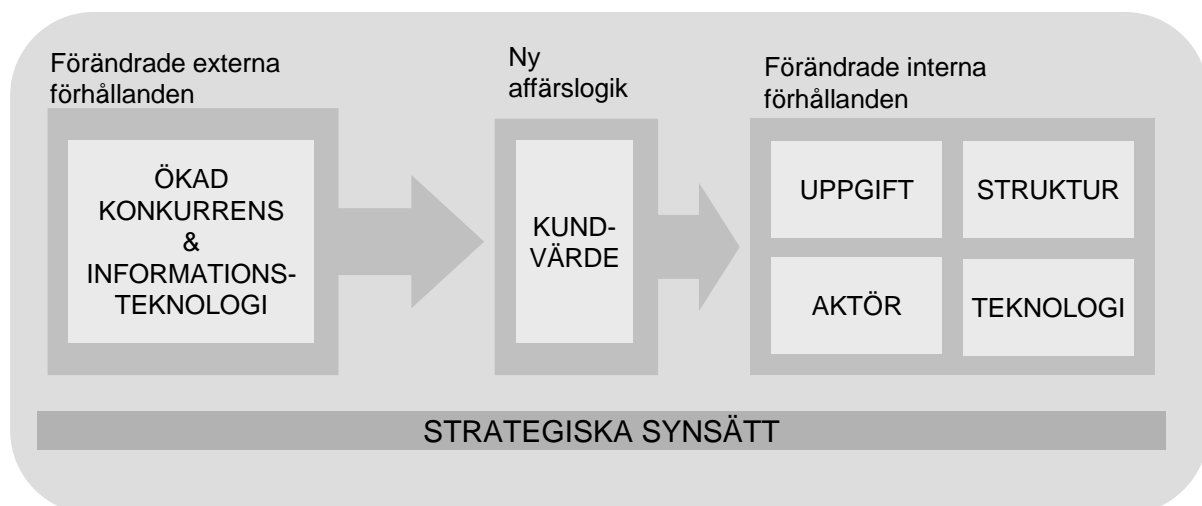 Förändrade externa
förhållanden
ÖKAD
KONKURRENS
&
INFORMATIONS-
TEKNOLOGI
Ny
affärslogik
KUND-
VÄRDE
Förändrade interna
förhållanden
UPPGIFT
STRUKTUR
AKTÖR
TEKNOLOGI
STRATEGISKA SYNSÄTT